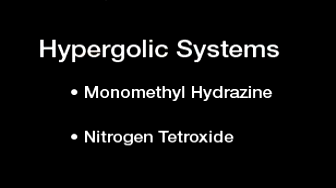 Hypergolic Systems
• Monomethyl Hydrazine
• Nitrogen Tetroxide